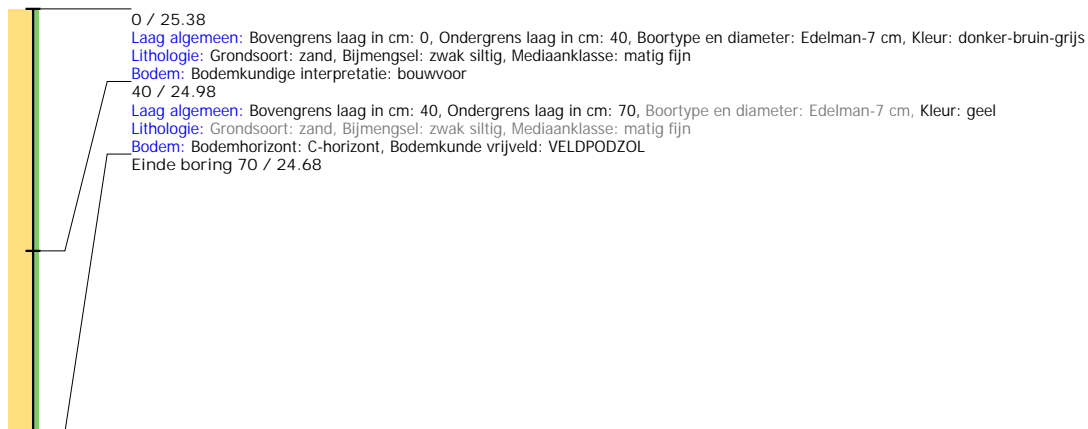 0 / 25.38
Laag algemeen: Bovengrens laag in cm: 0, Ondergrens laag in cm: 40, Boortype en diameter: Edelman-7 cm, Kleur: donker-bruin-grijs
Lithologie: Grondsoort: zand, Bijmengsel: zwak siltig, Mediaanklasse: matig fijn
Bodem: Bodemkundige interpretatie: bouwvoor
40 / 24.98
Laag algemeen: Bovengrens laag in cm: 40, Ondergrens laag in cm: 70, Boortype en diameter: Edelman-7 cm, Kleur: geel
Lithologie: Grondsoort: zand, Bijmengsel: zwak siltig, Mediaanklasse: matig fijn
Bodem: Bodemhorizont: C-horizont, Bodemkunde vrijveld: VELDPODZOL
Einde boring 70 / 24.68